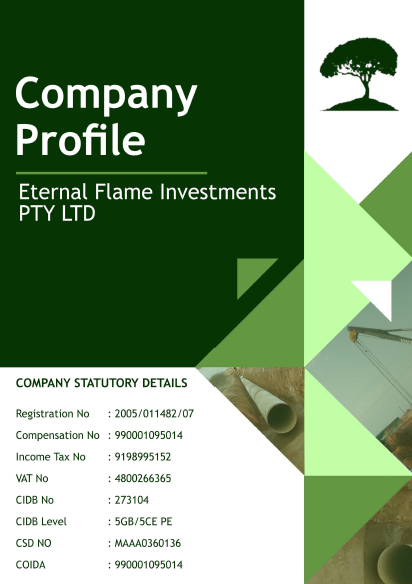 Company
Profile
Eternal Flame Investments
PTY LTD
COMPANY STATUTORY DETAILS
Registration No : 2005/011482/07
Compensation No : 990001095014
Income Tax No : 9198995152
VAT No : 4800266365
CIDB No : 273104
CIDB Level : 5GB/5CE PE
CSD NO : MAAA0360136
COIDA : 990001095014